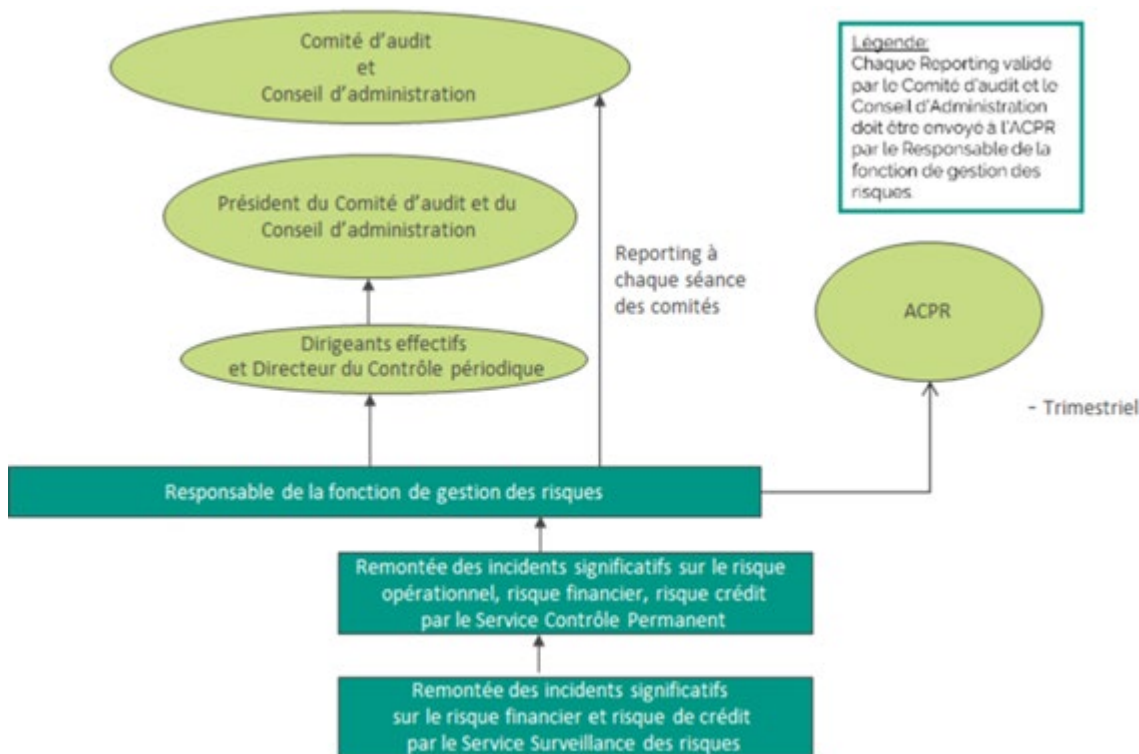 Comité d'audit
et
Conseil d'administration
Légende:
Chaque Reporting validé
par le Comité d'audit et le
Conseil d'Administration
doit être envoyé à l'ACPR
par le Responsable de la
fonction de gestion des
risques.
Président du Comité d'audit et du
Conseil d'administration
Reporting à
chaque séance
des comités
ACPR
Dirigeants effectifs
et Directeur du Contrôle périodique
- Trimestriel
Responsable de la fonction de gestion des risques
Remontée des incidents significatifs sur le risque
opérationnel, risque financier, risque crédit
par le Service Contrôle Permanent
Remontée des incidents significatifs
sur le risque financier et risque de crédit
par le Service Surveillance des risques